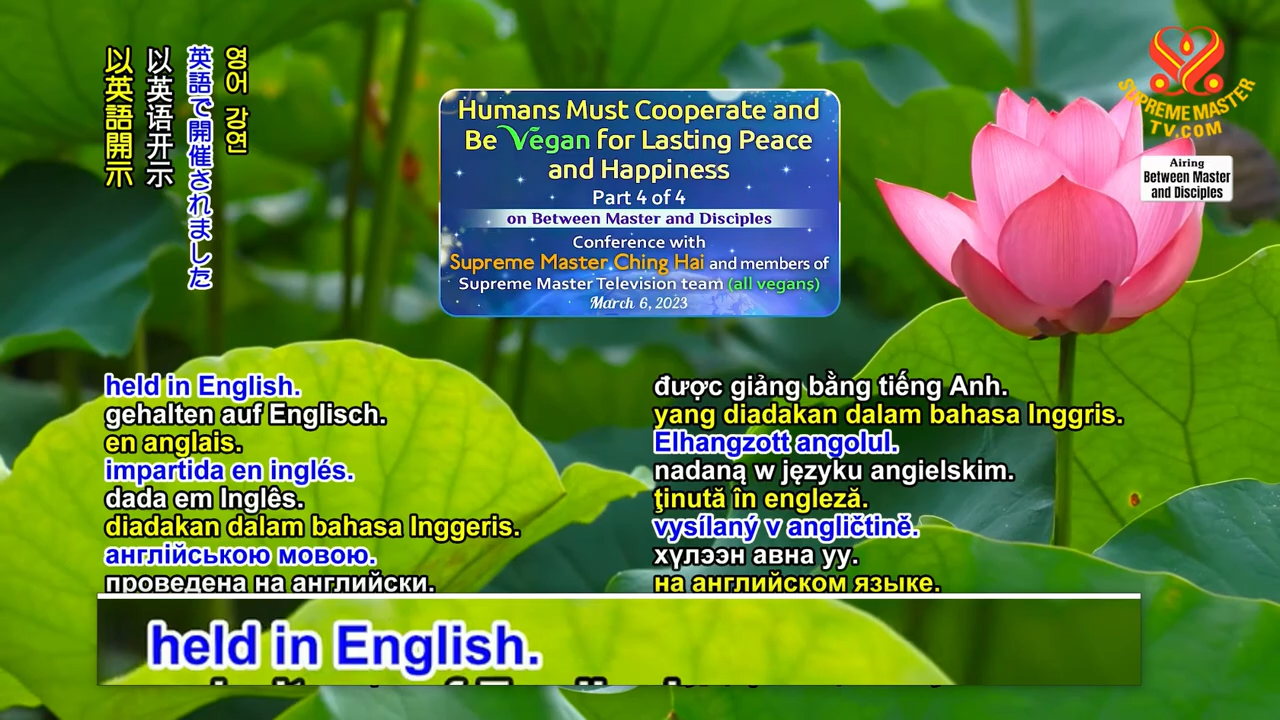 以英語開示
以英语开示
英語で開催されました
영어 강연
Humans Must Cooperate and
Be Vegan for Lasting Peace
and Happiness
Part 4 of 4
on Between Master and Disciples
Conference with
Supreme Master Ching Hai and members of
Supreme Master Television team (all vegans)
March 6, 2023
SUPREME MASTER
TV.COM
Airing
Between Master
and Disciples
held in English.
gehalten auf Englisch.
en anglais.
impartida en inglés.
dada em Inglês.
diadakan dalam bahasa Inggeris.
англійською мовою.
проведена на английски.
được giảng bằng tiếng Anh.
yang diadakan dalam bahasa Inggris.
Elhangzott angolul.
nadaną w języku angielskim.
ţinută în engleză.
vysílaný v angličtině.
хүлээн авна уу.
на английском языке.
held in English.